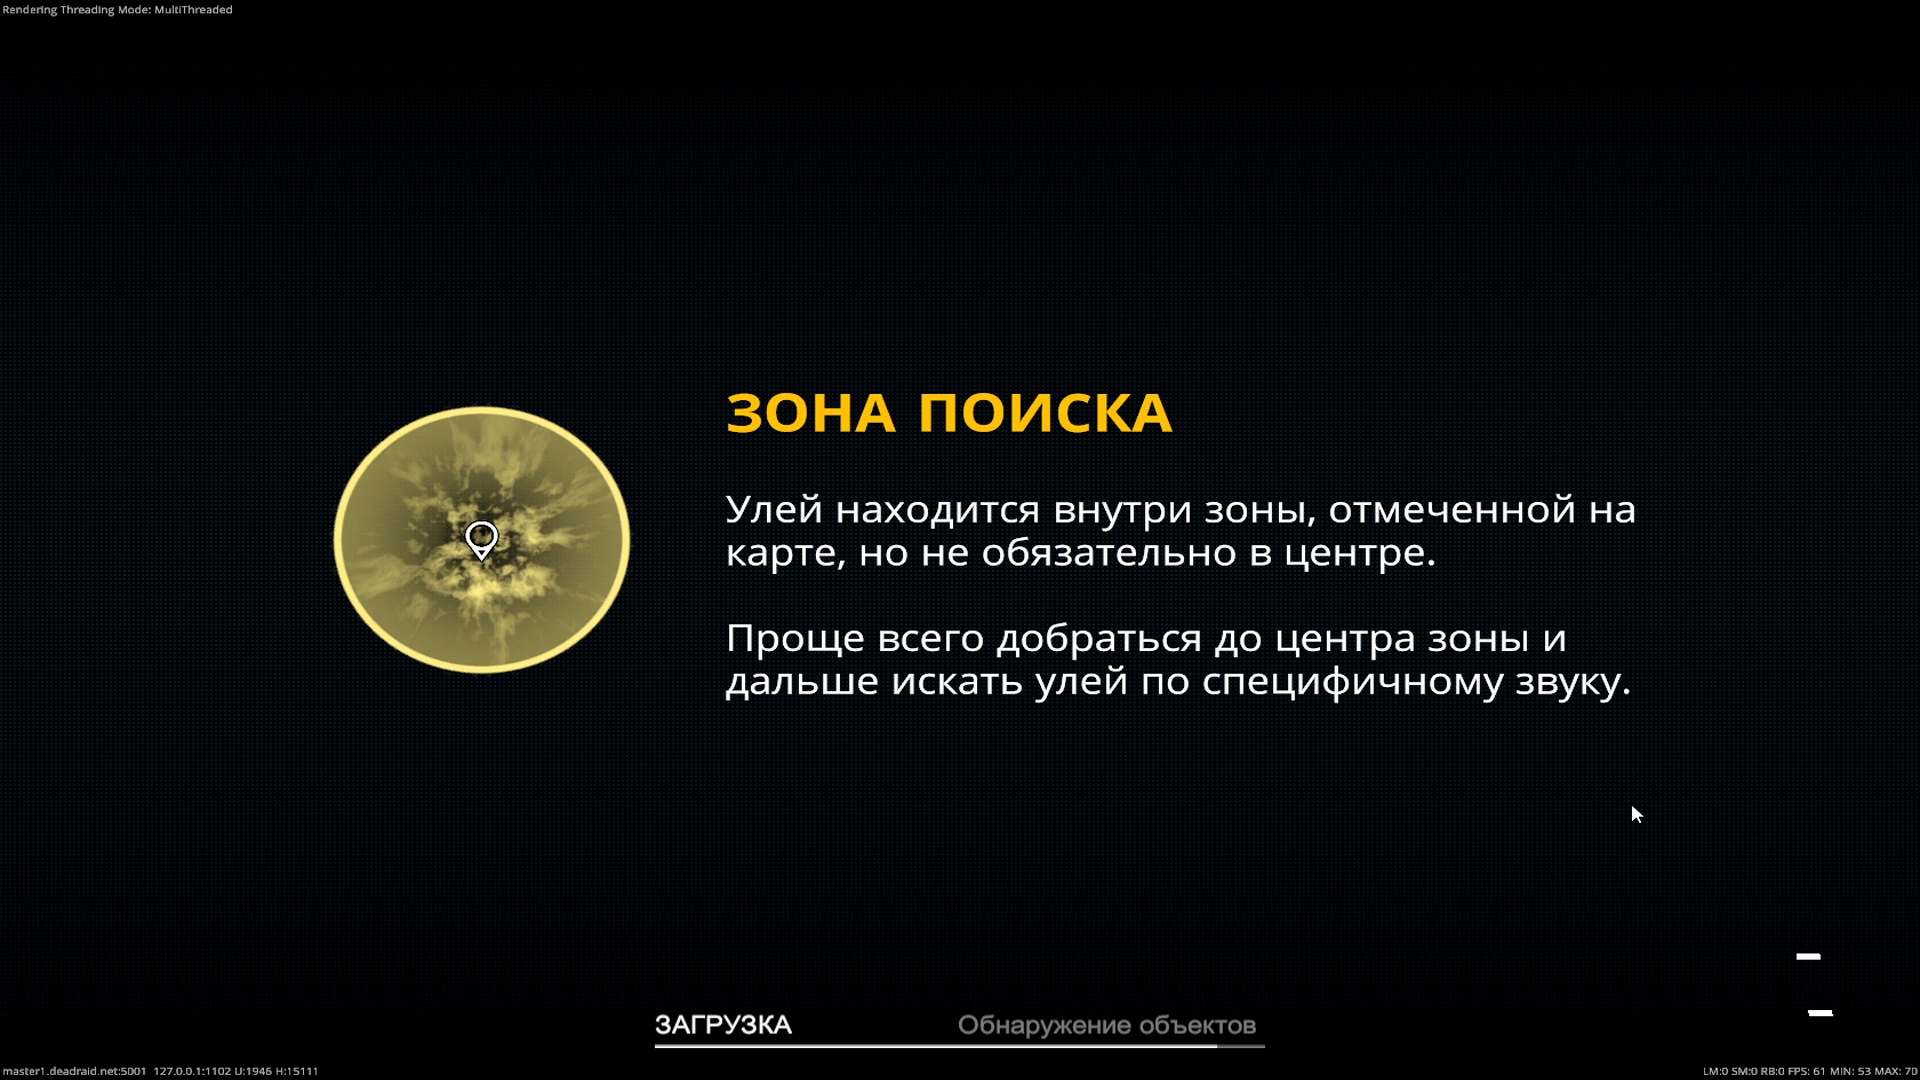 Rendering Threading Mode: MultiThreaded
ЗОНА ПОИСКА
Улей находится внутри зоны, отмеченной на
карте, но не обязательно в центре.
Проще всего добраться до центра зоны и
дальше искать улей по специфичному звуку.
ЗАГРУЗКА
Обнаружение объектов
master1.deadraid.net:5001 127.0.0.1:1102 U:1946 H:15111
LM:0 SM:0 RB:0 FPS: 61 MIN: 53 MAX: 70